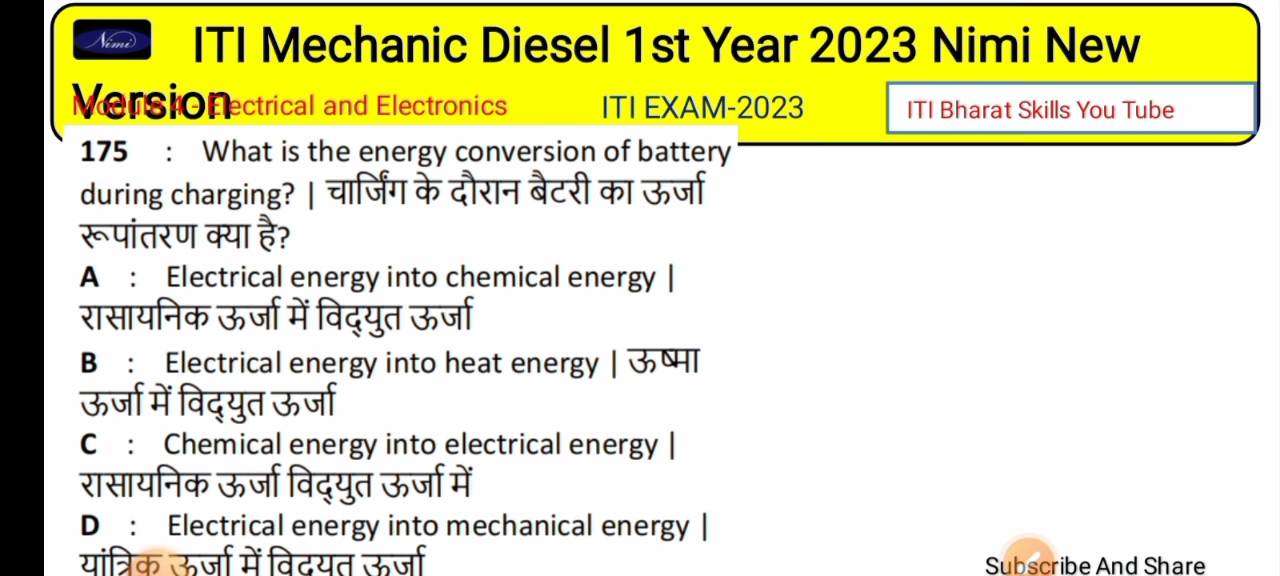 Nimi
ITI Mechanic Diesel 1st Year 2023 Nimi New
Version
Module 4 - Electrical and Electronics
ITI EXAM-2023
ITI Bharat Skills You Tube
175 : What is the energy conversion of battery
during charging? | चार्जिंग के दौरान बैटरी का ऊर्जा
रूपांतरण क्या है?
A : Electrical energy into chemical energy |
रासायनिक ऊर्जा में विद्युत ऊर्जा
B : Electrical energy into heat energy | ऊष्मा
ऊर्जा में विद्युत ऊर्जा
C : Chemical energy into electrical energy |
रासायनिक ऊर्जा विद्युत ऊर्जा में
D : Electrical energy into mechanical energy |
यांत्रिक ऊर्जा में विद्युत ऊर्जा
Subscribe And Share